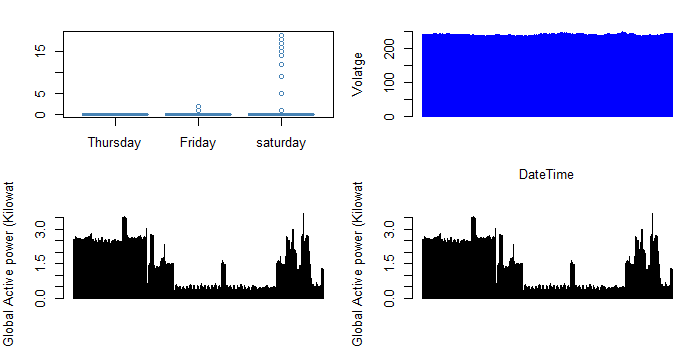 15
5
0
Thursday Friday saturday
Volatge
200
100
0
DateTime
Global Active power (Kilowat
3.0
1.5
0.0
Global Active power (Kilowat
3.0
1.5
0.0